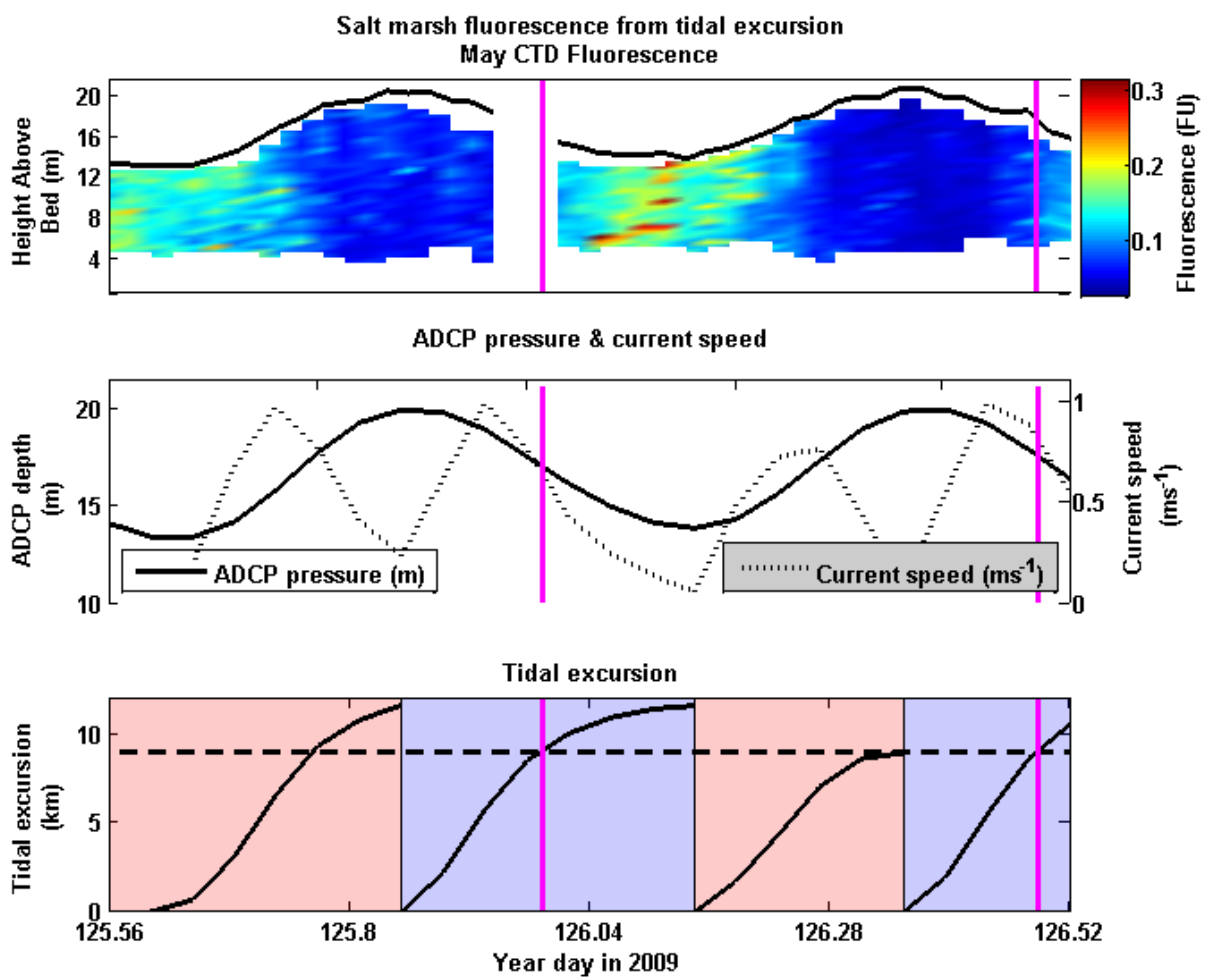 Salt marsh fluorescence from tidal excursion
May CTD Fluorescence
20
16
12
8
4
Height Above
Bed (m)
0.3
0.2
0.1
Fluorescence (FU)
ADCP pressure & current speed
20
15
10
ADCP depth
(m)
1
0.5
0
Current speed
(ms-1)
ADCP pressure (m)
Current speed (ms-1)
Tidal excursion
10
5
0
Tidal excursion
(km)
125.56 125.8 126.04 126.28 126.52
Year day in 2009